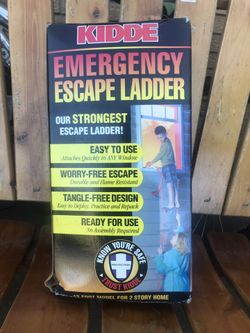 KIDDE
EMERGENCY
ESCAPE LADDER
OUR STRONGEST
ESCAPE LADDER!
EASY TO USE
Attaches Quickly to ANY Window
WORRY-FREE ESCAPE
Durable and Flame Resistant
TANGLE-FREE DESIGN
Easy to Deploy, Practice and Repack
READY FOR USE
No Assembly Required
KNOW YOU'RE SAFE
TRUST KIDDE
FOOT MODEL FOR 2 STORY HOME